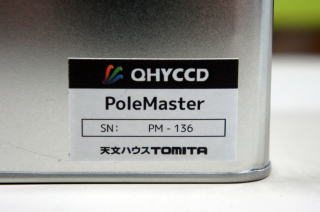 QHYCCD
PoleMaster
SN: PM - 136
天文ハウスTOMITA